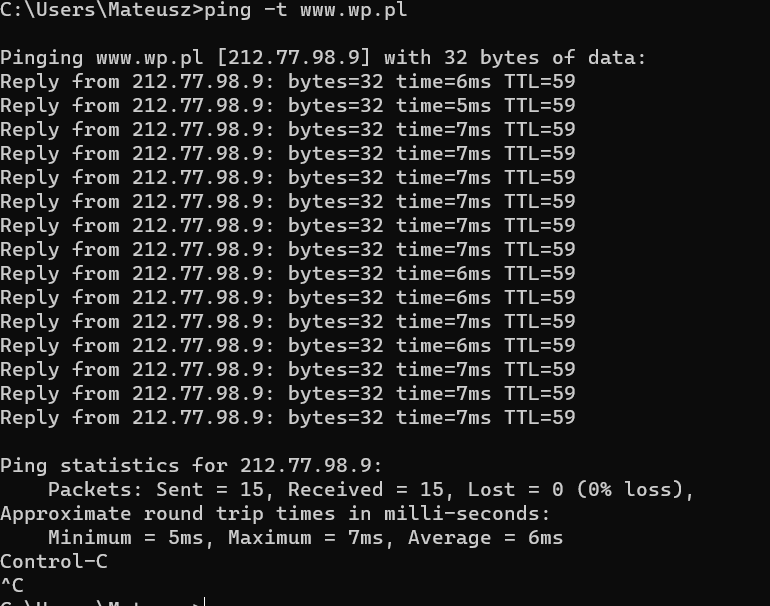 C:\Users\Mateusz>ping -t www.wp.pl
Pinging www.wp.pl [212.77.98.9] with 32 bytes of data:
Reply from 212.77.98.9: bytes=32 time=6ms TTL=59
Reply from 212.77.98.9: bytes=32 time=5ms TTL=59
Reply from 212.77.98.9: bytes=32 time=7ms TTL=59
Reply from 212.77.98.9: bytes=32 time=7ms TTL=59
Reply from 212.77.98.9: bytes=32 time=7ms TTL=59
Reply from 212.77.98.9: bytes=32 time=7ms TTL=59
Reply from 212.77.98.9: bytes=32 time=7ms TTL=59
Reply from 212.77.98.9: bytes=32 time=7ms TTL=59
Reply from 212.77.98.9: bytes=32 time=6ms TTL=59
Reply from 212.77.98.9: bytes=32 time=6ms TTL=59
Reply from 212.77.98.9: bytes=32 time=7ms TTL=59
Reply from 212.77.98.9: bytes=32 time=6ms TTL=59
Reply from 212.77.98.9: bytes=32 time=7ms TTL=59
Reply from 212.77.98.9: bytes=32 time=7ms TTL=59
Reply from 212.77.98.9: bytes=32 time=7ms TTL=59
Ping statistics for 212.77.98.9:
    Packets: Sent = 15, Received = 15, Lost = 0 (0% loss),
Approximate round trip times in milli-seconds:
    Minimum = 5ms, Maximum = 7ms, Average = 6ms
Control-C
^C
C:\Users\Mateusz>